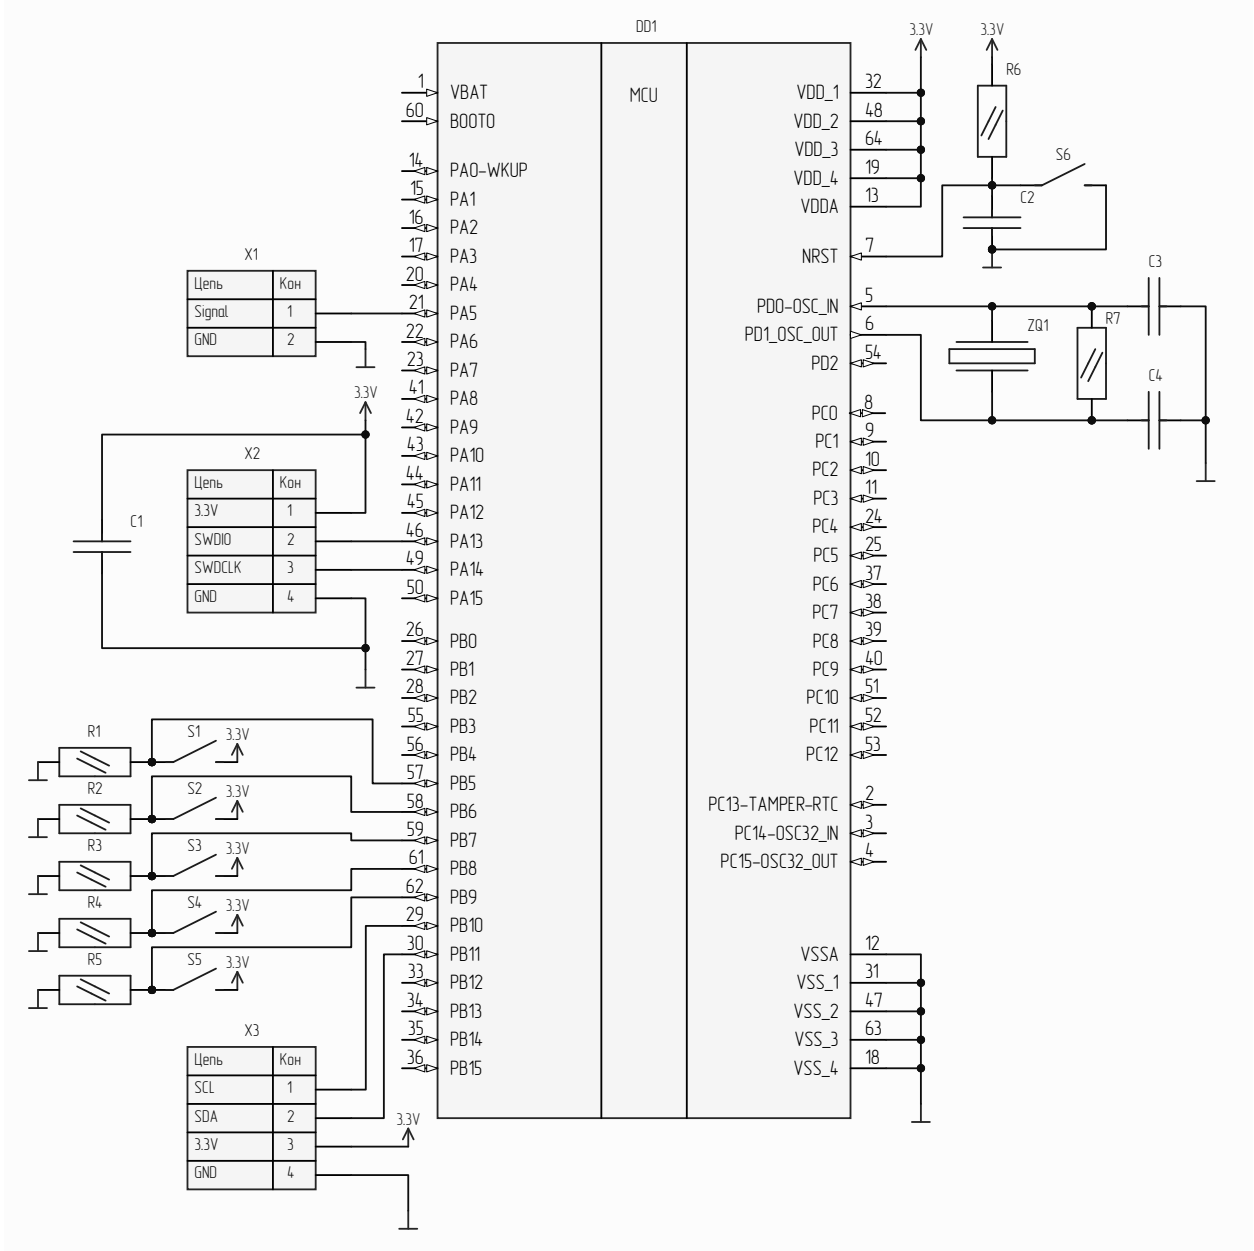 DD1
MCU
1 VBAT
60 BOOT0
14 PA0-WKUP
15 PA1
16 PA2
17 PA3
20 PA4
21 PA5
22 PA6
23 PA7
41 PA8
42 PA9
43 PA10
44 PA11
45 PA12
46 PA13
49 PA14
50 PA15
26 PB0
27 PB1
28 PB2
55 PB3
56 PB4
57 PB5
58 PB6
59 PB7
61 PB8
62 PB9
29 PB10
30 PB11
33 PB12
34 PB13
35 PB14
36 PB15
VDD_1 32
VDD_2 48
VDD_3 64
VDD_4 19
VDDA 13
NRST 7
PD0-OSC_IN 5
PD1_OSC_OUT 6
PD2 54
PC0 8
PC1 9
PC2 10
PC3 11
PC4 24
PC5 25
PC6 37
PC7 38
PC8 39
PC9 40
PC10 51
PC11 52
PC12 53
PC13-TAMPER-RTC 2
PC14-OSC32_IN 3
PC15-OSC32_OUT 4
VSSA 12
VSS_1 31
VSS_2 47
VSS_3 63
VSS_4 18
X1
Цепь Кон
Signal 1
GND 2
3.3V
X2
Цепь Кон
3.3V 1
SWDIO 2
SWDCLK 3
GND 4
C1
R1 S1 3.3V
R2 S2 3.3V
R3 S3 3.3V
R4 S4 3.3V
R5 S5 3.3V
X3
Цепь Кон
SCL 1
SDA 2
3.3V 3
GND 4
3.3V
3.3V
3.3V
R6
S6
C2
C3
ZQ1
R7
C4